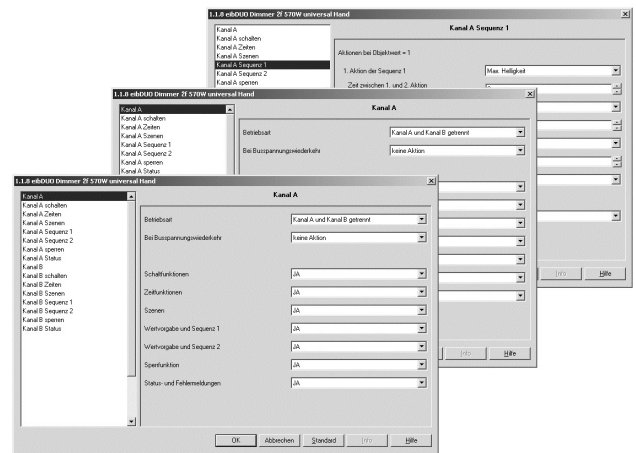 1.1.8 eibDUO Dimmer 2f 570W universal Hand
Kanal A
Kanal A schalten
Kanal A Zeiten
Kanal A Szenen
Kanal A Sequenz 1
Kanal A Sequenz 2
Kanal A sperren
Kanal A Sequenz 1
Aktionen bei Objektwert = 1
1. Aktion der Sequenz 1
Max. Helligkeit
Zeit zwischen 1. und 2. Aktion
Info
Hilfe
1.1.8 eibDUO Dimmer 2f 570W universal Hand
Kanal A
Kanal A schalten
Kanal A Zeiten
Kanal A Szenen
Kanal A Sequenz 1
Kanal A Sequenz 2
Kanal A sperren
Kanal A Status
Kanal A
Betriebsart
Kanal A und Kanal B getrennt
Bei Busspannungswiederkehr
keine Aktion
Info
Hilfe
1.1.8 eibDUO Dimmer 2f 570W universal Hand
Kanal A
Kanal A schalten
Kanal A Zeiten
Kanal A Szenen
Kanal A Sequenz 1
Kanal A Sequenz 2
Kanal A sperren
Kanal A Status
Kanal B
Kanal B schalten
Kanal B Zeiten
Kanal B Szenen
Kanal B Sequenz 1
Kanal B Sequenz 2
Kanal B sperren
Kanal B Status
Kanal A
Betriebsart
Kanal A und Kanal B getrennt
Bei Busspannungswiederkehr
keine Aktion
Schaltfunktionen
JA
Zeitfunktionen
JA
Szenen
JA
Wertvorgabe und Sequenz 1
JA
Wertvorgabe und Sequenz 2
JA
Sperrfunktion
JA
Status- und Fehlermeldungen
JA
OK
Abbrechen
Standard
Info
Hilfe